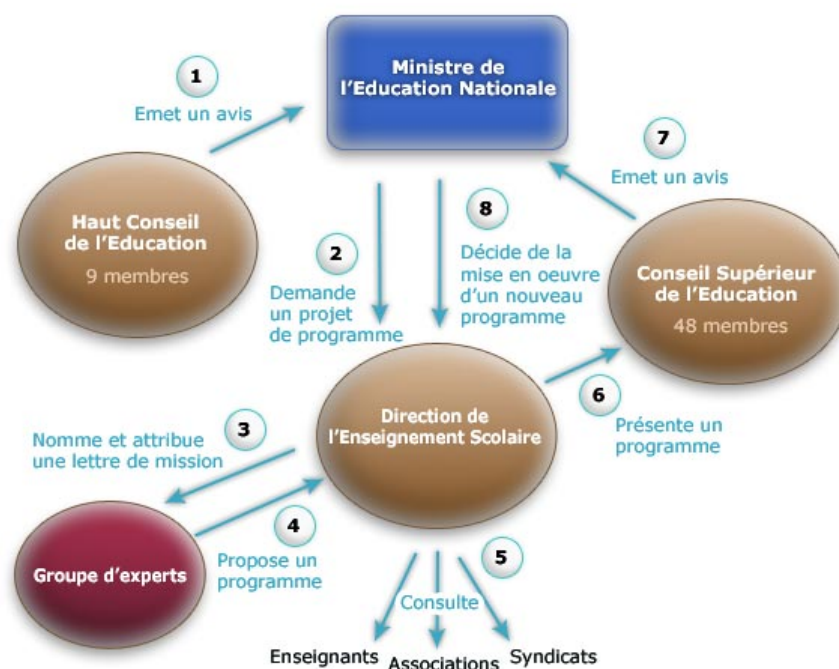 1
Emet un avis
Ministre de
l'Education Nationale
7
Emet un avis
Haut Conseil
de l'Education
9 membres
2
Demande
un projet
de programme
8
Décide de la
mise en oeuvre
d'un nouveau
programme
Conseil Supérieur
de l'Education
48 membres
Direction de
l'Enseignement Scolaire
6
Présente un
programme
3
Nomme et attribue
une lettre de mission
4
Propose un
programme
Groupe d'experts
5
Consulte
Enseignants
Associations
Syndicats